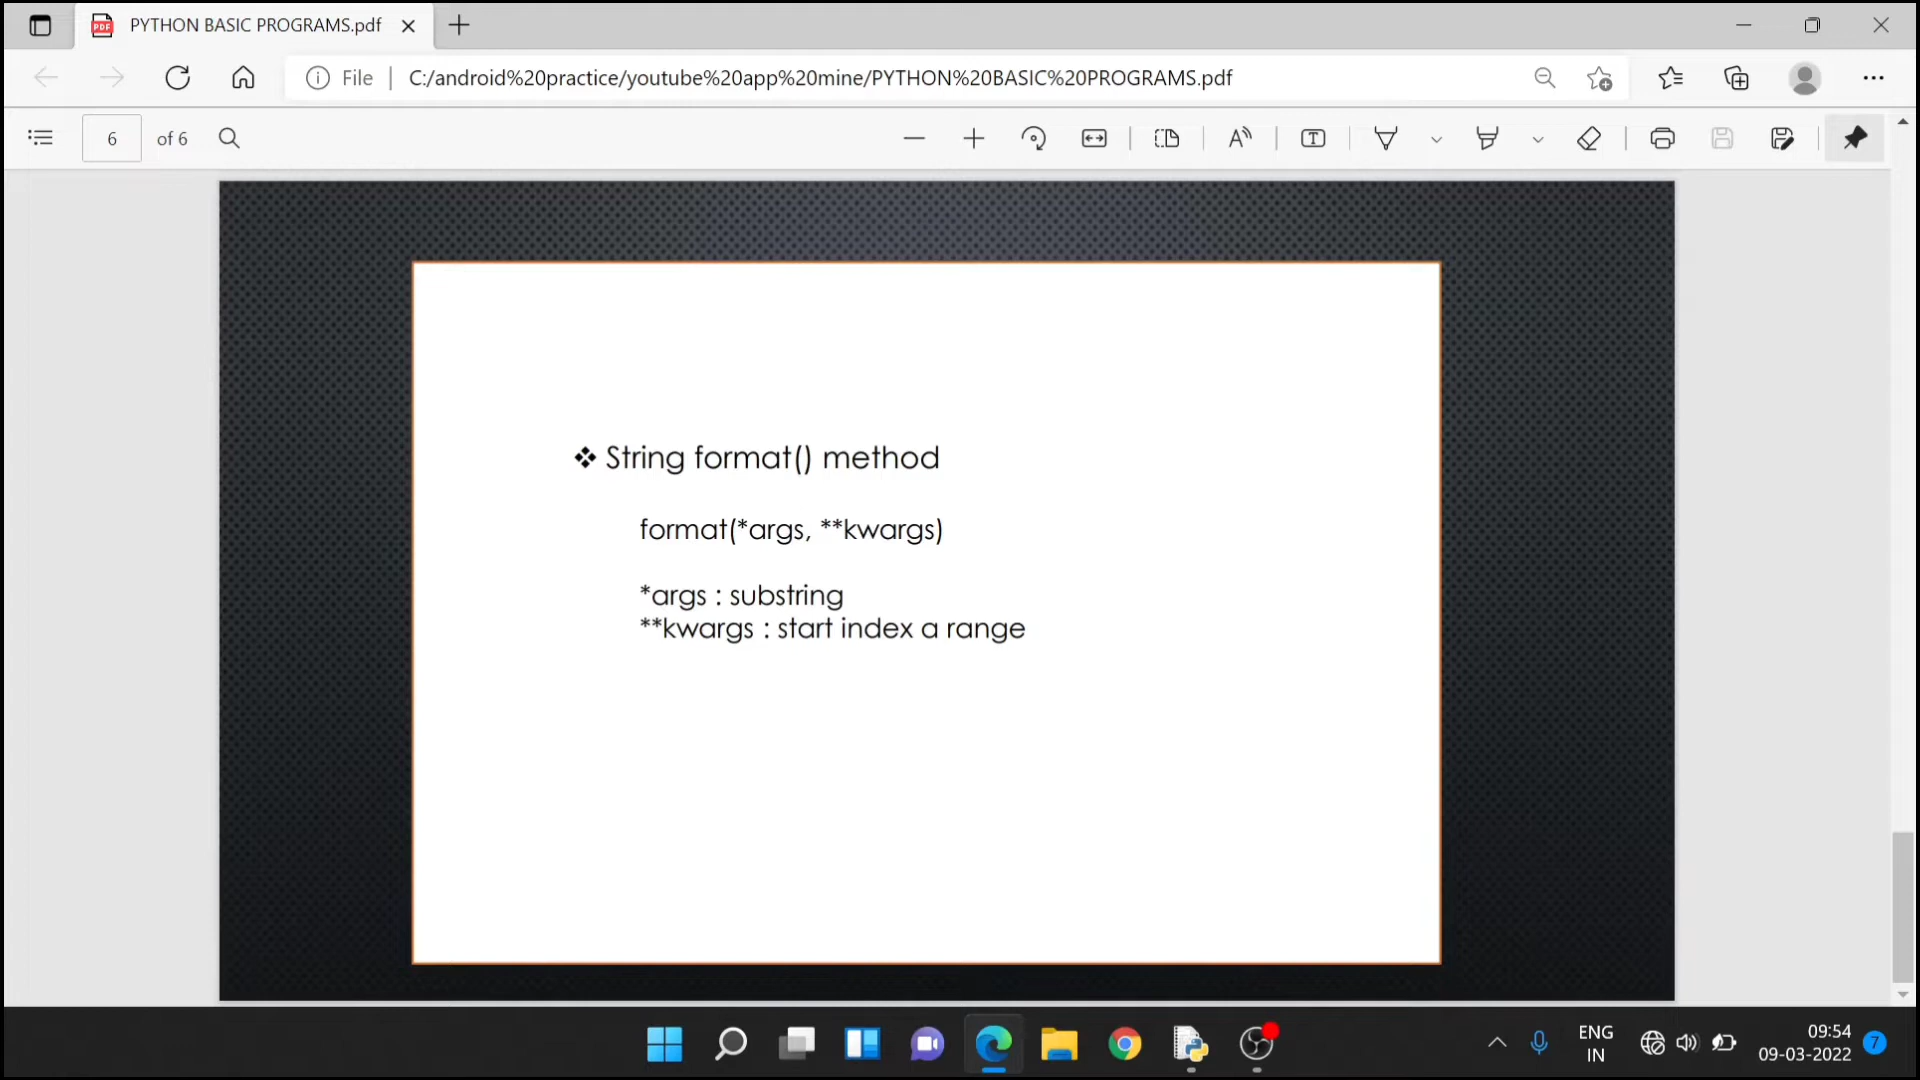 PYTHON BASIC PROGRAMS.pdf
File
C:/android%20practice/youtube%20app%20mine/PYTHON%20BASIC%20PROGRAMS.pdf
6 of 6
❖ String format() method
format(*args, **kwargs)
*args : substring
**kwargs : start index a range
ENG
IN
09:54
09-03-2022
7